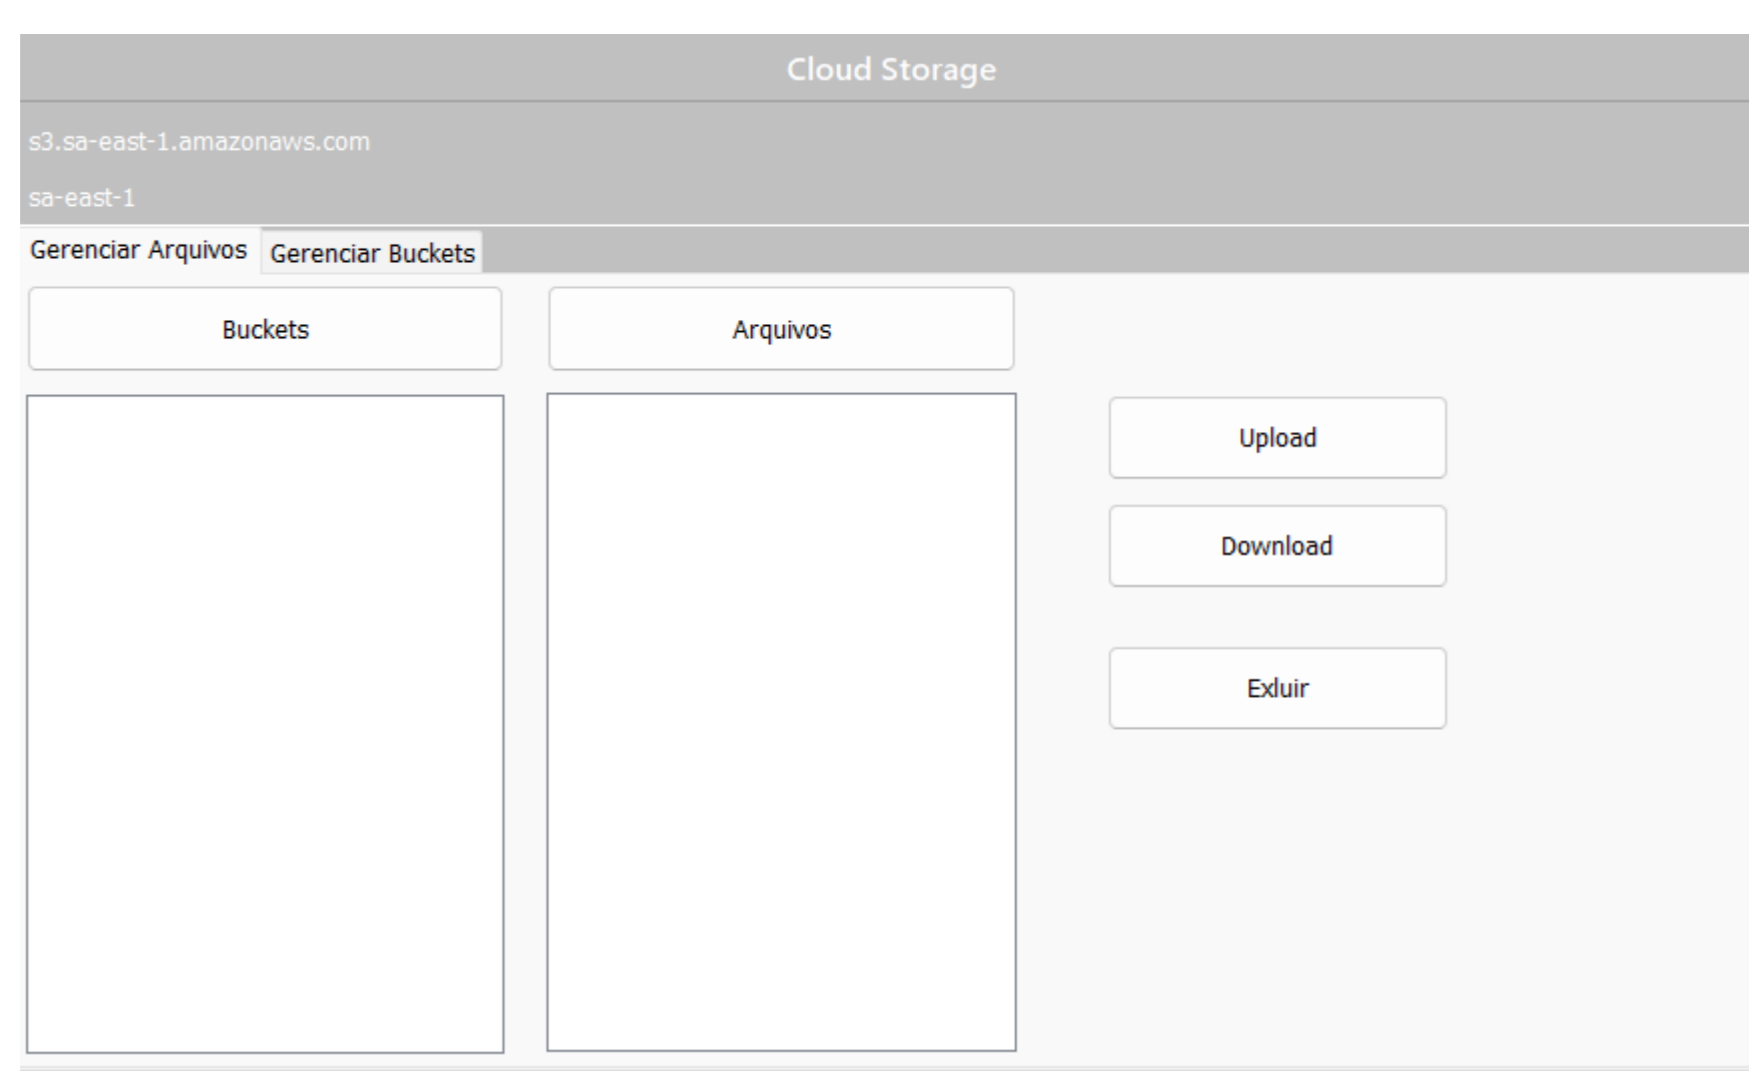 Cloud Storage
s3.sa-east-1.amazonaws.com
sa-east-1
Gerenciar Arquivos Gerenciar Buckets
Buckets Arquivos
Upload
Download
Exluir